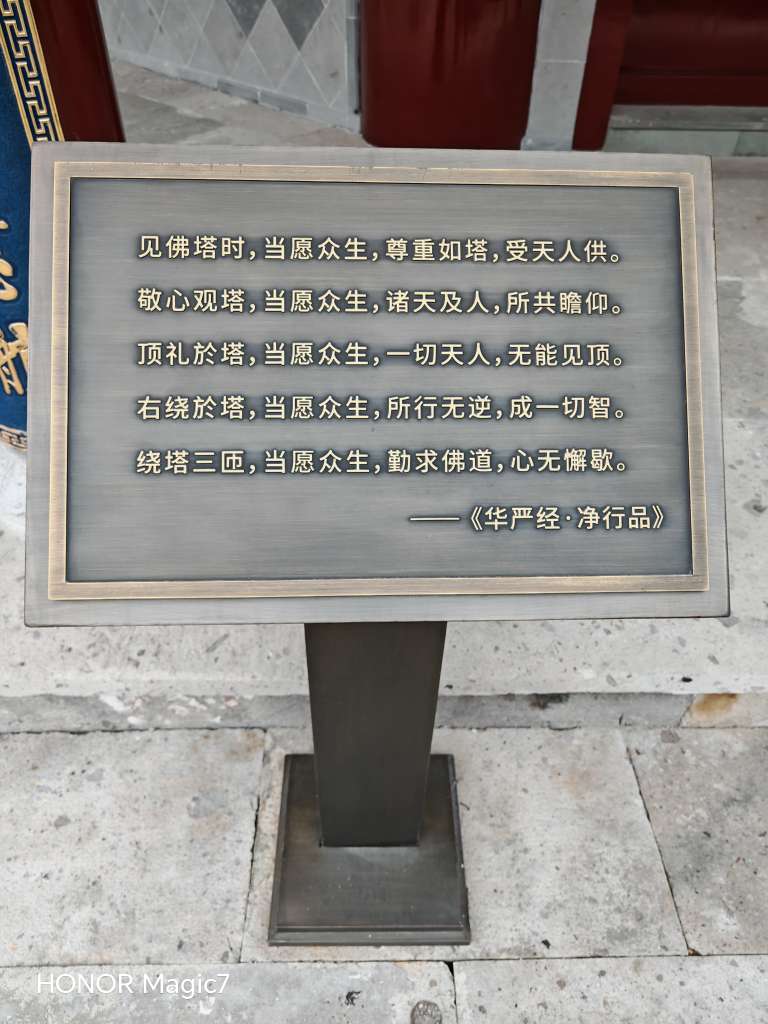 见佛塔时,当愿众生,尊重如塔,受天人供。
敬心观塔,当愿众生,诸天及人,所共瞻仰。
顶礼於塔,当愿众生,一切天人,无能见顶。
右绕於塔,当愿众生,所行无逆,成一切智。
绕塔三匝,当愿众生,勤求佛道,心无懈歇。
——《华严经·净行品》
HONOR Magic7